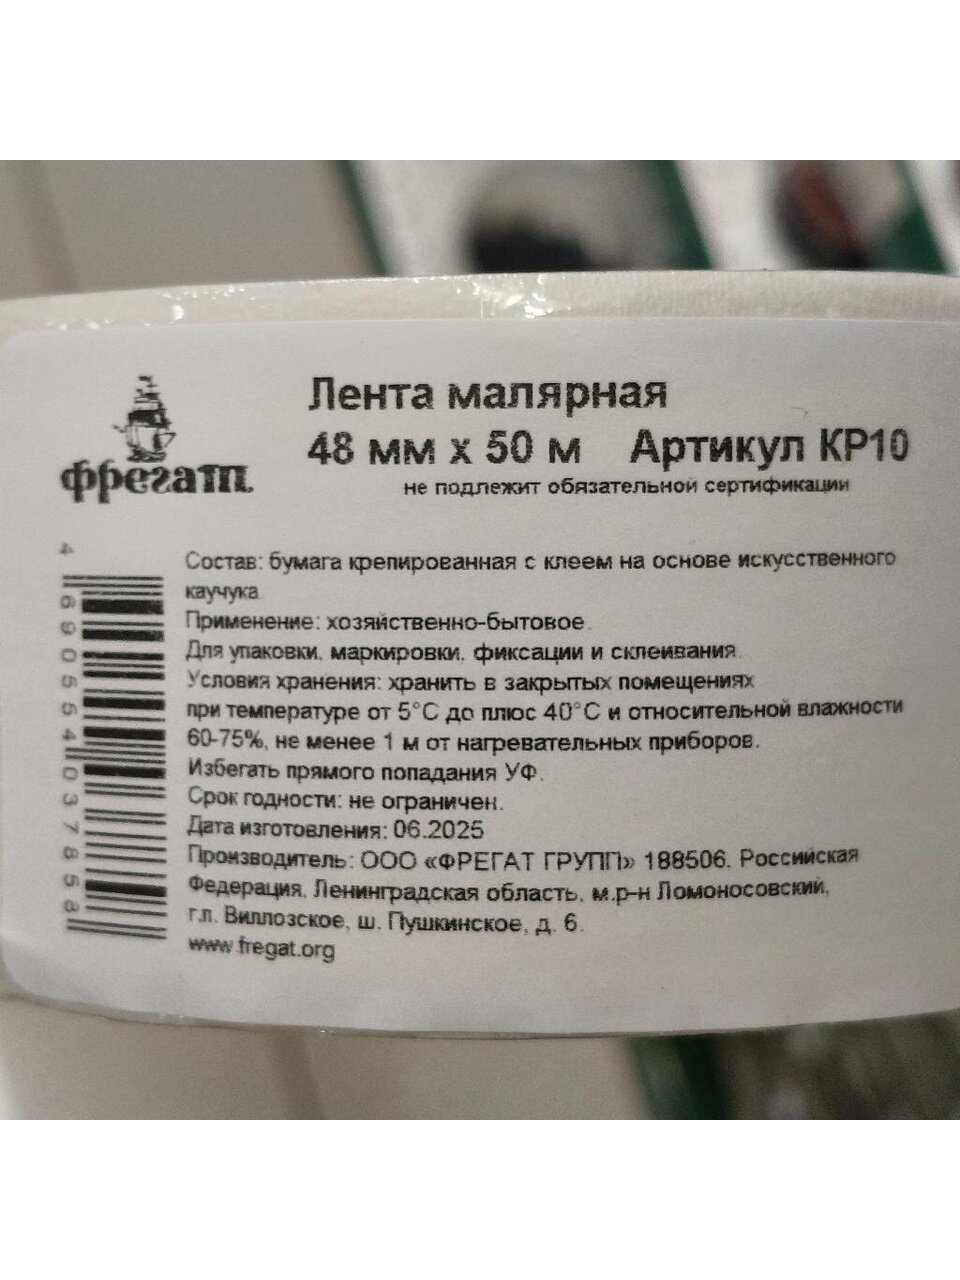 фрегат
Лента малярная
48 мм х 50 м Артикул КР10
не подлежит обязательной сертификации
Состав: бумага крепированная с клеем на основе искусственного
каучука.
Применение: хозяйственно-бытовое.
Для упаковки, маркировки, фиксации и склеивания.
Условия хранения: хранить в закрытых помещениях
при температуре от 5°С до плюс 40°С и относительной влажности
60-75%, не менее 1 м от нагревательных приборов.
Избегать прямого попадания УФ.
Срок годности: не ограничен.
Дата изготовления: 06.2025
Производитель: ООО «ФРЕГАТ ГРУПП» 188506, Российская
Федерация, Ленинградская область, м.р-н Ломоносовский,
г.п. Виллозское, ш. Пушкинское, д. 6.
www.fregat.org
4 690554 037858